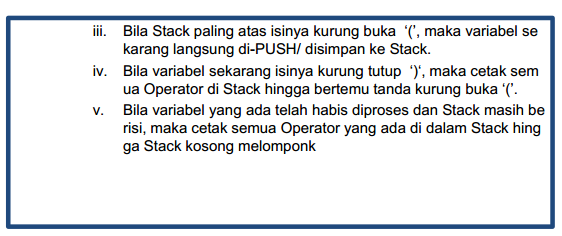 iii. Bila Stack paling atas isinya kurung buka ‘(’, maka variabel se
karang langsung di-PUSH/ disimpan ke Stack.
iv. Bila variabel sekarang isinya kurung tutup ‘)‘, maka cetak sem
ua Operator di Stack hingga bertemu tanda kurung buka ‘(’.
v. Bila variabel yang ada telah habis diproses dan Stack masih be
risi, maka cetak semua Operator yang ada di dalam Stack hing
ga Stack kosong melomponk